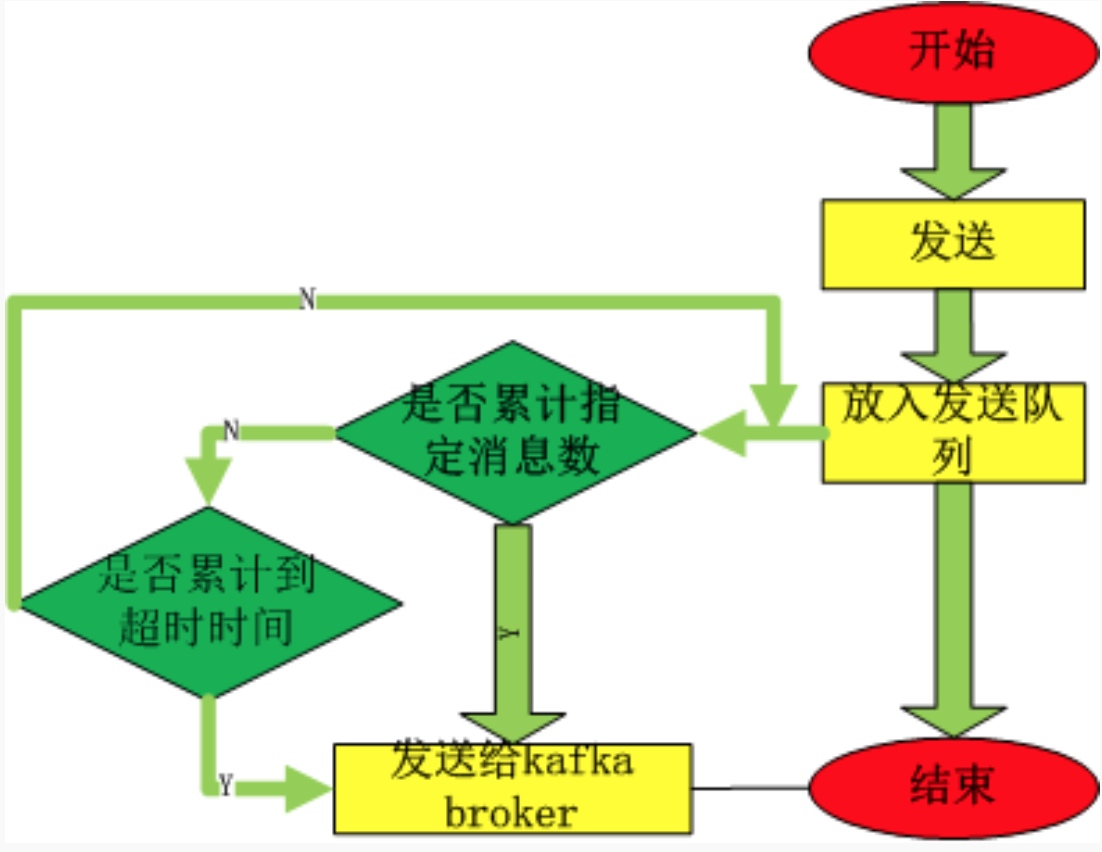 开始
发送
N
是否累计指
定消息数
放入发送队
列
N
是否累计到
超时时间
Y
发送给kafka
broker
Y
结束